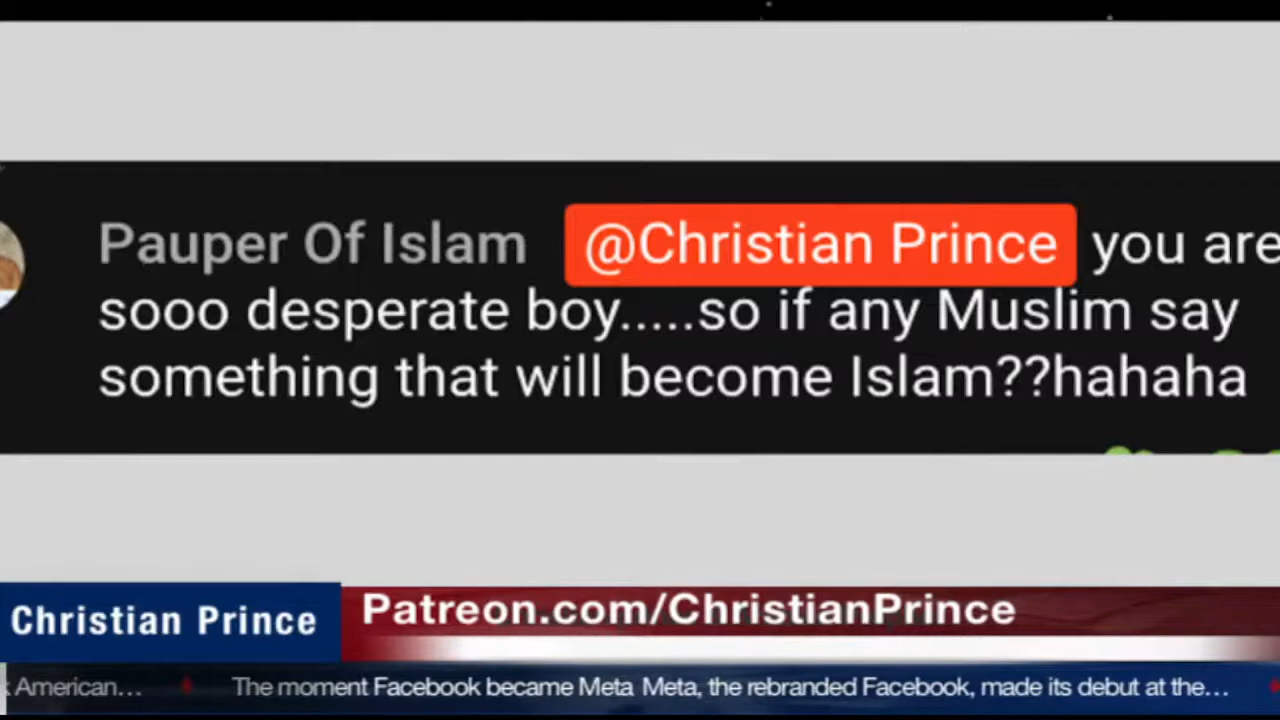 Pauper Of Islam @Christian Prince you are
sooo desperate boy.....so if any Muslim say
something that will become Islam??hahaha
Christian Prince
Patreon.com/ChristianPrince
American... The moment Facebook became Meta Meta, the rebranded Facebook, made its debut at the...